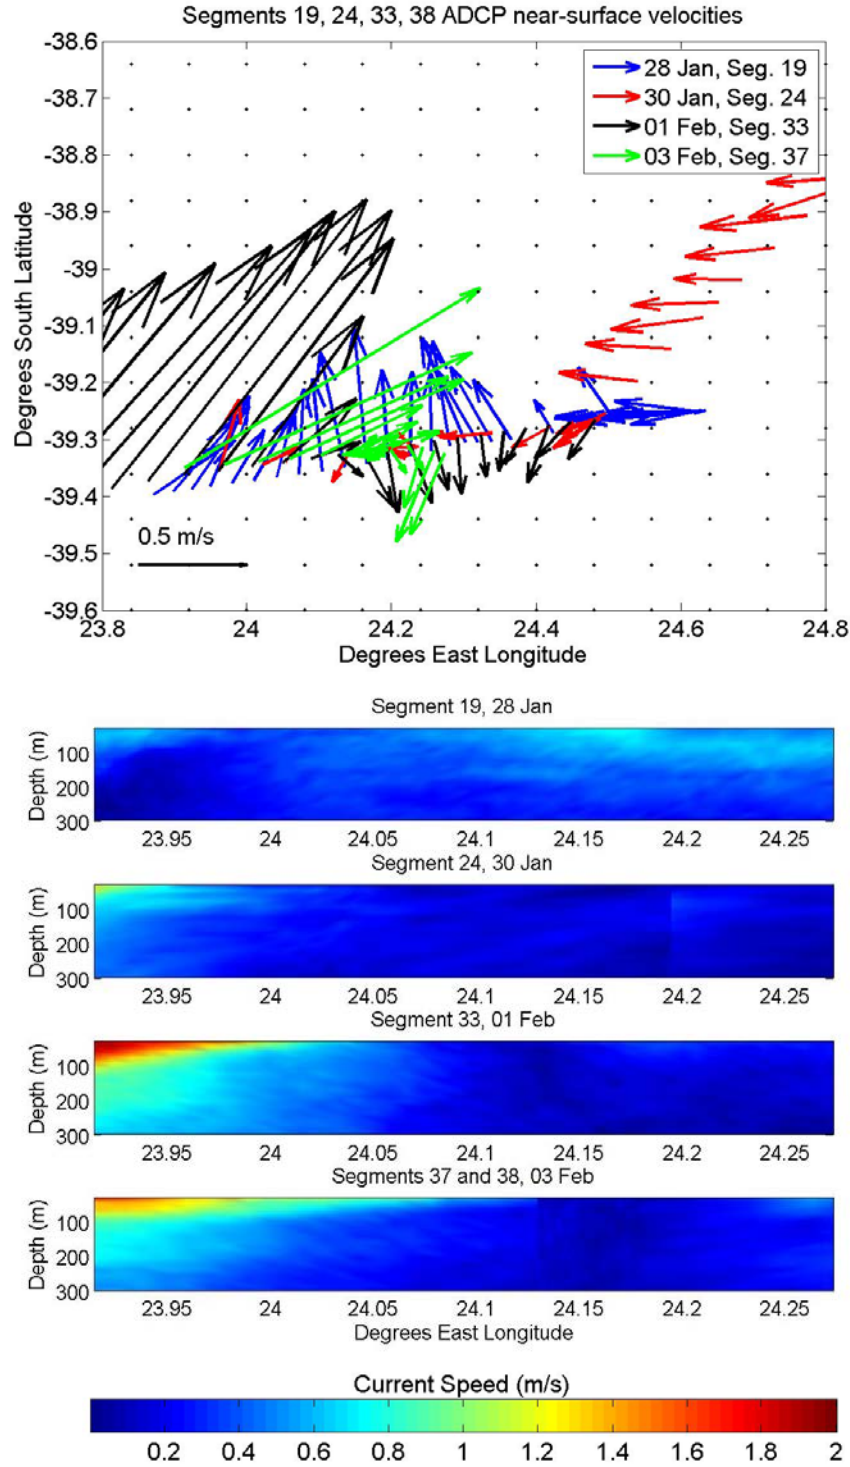 Segments 19, 24, 33, 38 ADCP near-surface velocities
28 Jan, Seg. 19
30 Jan, Seg. 24
01 Feb, Seg. 33
03 Feb, Seg. 37
-38.6
-38.7
-38.8
-38.9
-39
-39.1
-39.2
-39.3
-39.4
-39.5
-39.6
Degrees South Latitude
0.5 m/s
23.8 24 24.2 24.4 24.6 24.8
Degrees East Longitude
Segment 19, 28 Jan
Depth (m)
100
200
300
23.95 24 24.05 24.1 24.15 24.2 24.25
Segment 24, 30 Jan
Depth (m)
100
200
300
23.95 24 24.05 24.1 24.15 24.2 24.25
Segment 33, 01 Feb
Depth (m)
100
200
300
23.95 24 24.05 24.1 24.15 24.2 24.25
Segments 37 and 38, 03 Feb
Depth (m)
100
200
300
23.95 24 24.05 24.1 24.15 24.2 24.25
Degrees East Longitude
Current Speed (m/s)
0.2 0.4 0.6 0.8 1 1.2 1.4 1.6 1.8 2